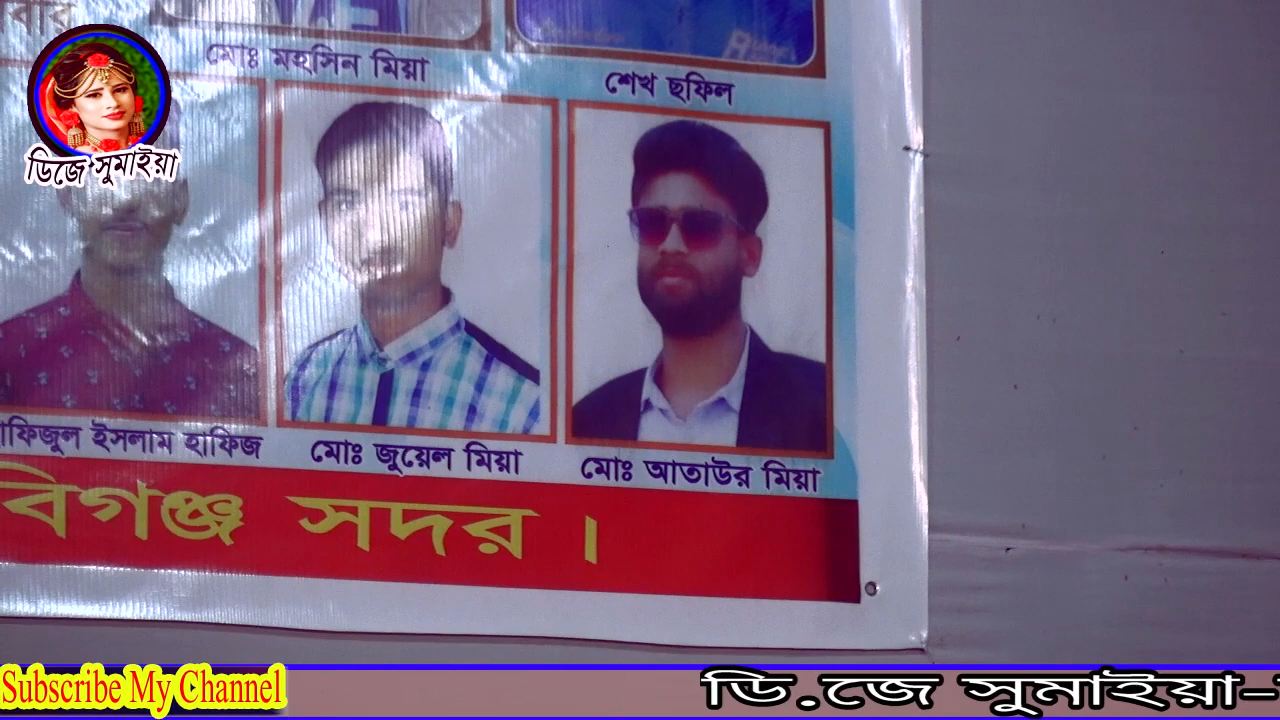 মোঃ মহসিন মিয়া
শেখ ছফিল
ডিজে সুমাইয়া
হাফিজুল ইসলাম হাফিজ
মোঃ জুয়েল মিয়া
মোঃ আতাউর মিয়া
বিগঞ্জ সদর।
Subscribe My Channel
ডি.জে সুমাইয়া-